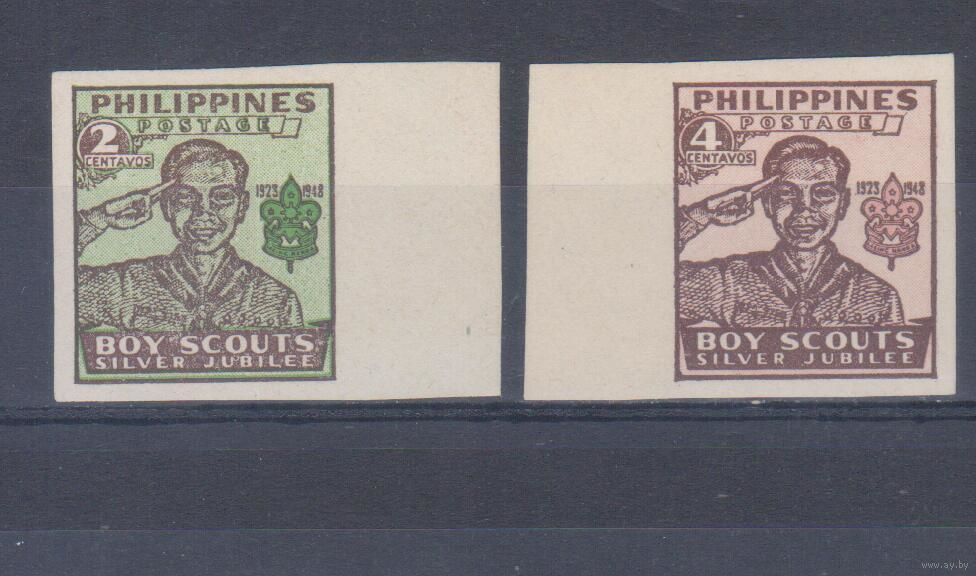 PHILIPPINES
POSTAGE
2
CENTAVOS
1923 1948
BOY SCOUTS
SILVER JUBILEE
PHILIPPINES
POSTAGE
4
CENTAVOS
1923 1948
BOY SCOUTS
SILVER JUBILEE
www.ay.by